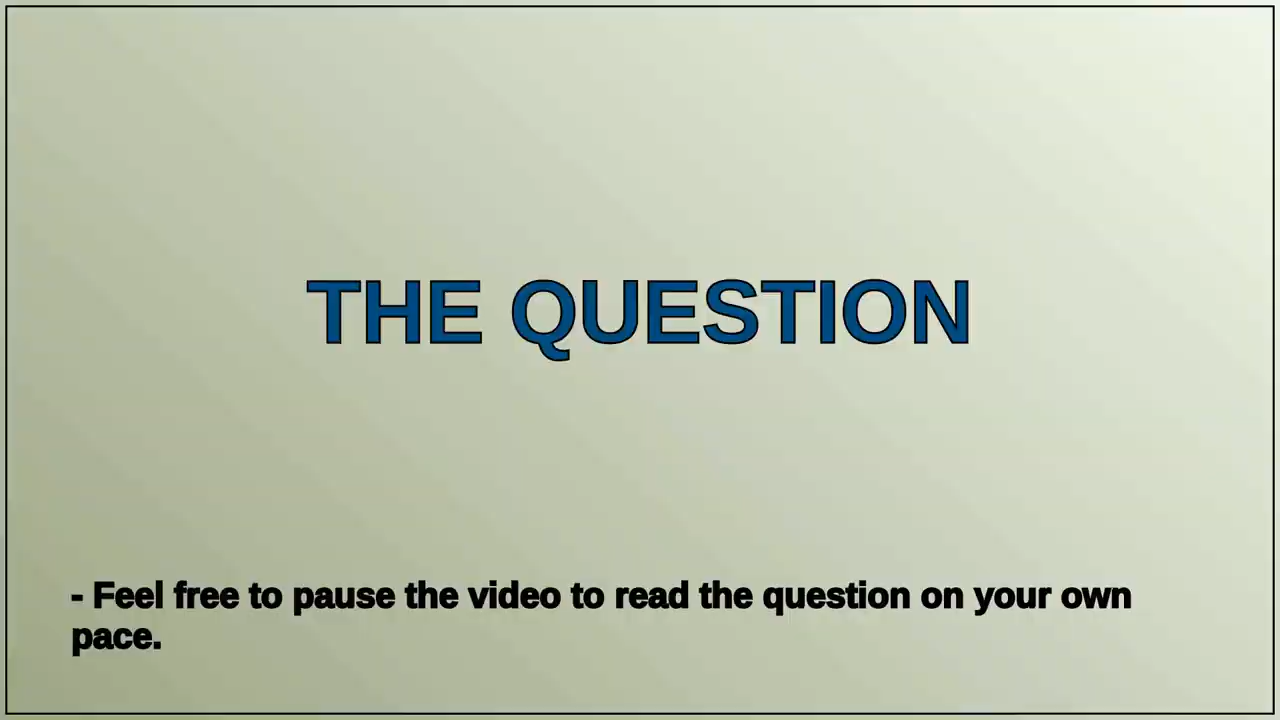 THE QUESTION
- Feel free to pause the video to read the question on your own
pace.